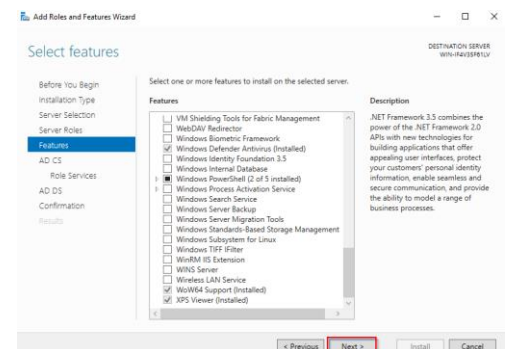 Add Roles and Features Wizard
Select features
DESTINATION SERVER
Before You Begin
Installation Type
Server Selection
Server Roles
Features
AD CS
Role Services
AD DS
Confirmation
Results
Select one or more features to install on the selected server.
Features
VM Shielding Tools for Fabric Management
WebDAV Redirector
Windows Biometric Framework
Windows Defender Antivirus (Installed)
Windows Identity Foundation 3.5
Windows Internal Database
Windows PowerShell (2 of 5 installed)
Windows Process Activation Service
Windows Search Service
Windows Server Backup
Windows Server Migration Tools
Windows Standards-Based Storage Management
Windows Subsystem for Linux
Windows TIFF IFilter
WinRM IIS Extension
WINS Server
Wireless LAN Service
WoW64 Support (Installed)
XPS Viewer (Installed)
Description
.NET Framework 3.5 combines the
power of the .NET Framework 2.0
APIs with new technologies for
building applications that offer
appealing user interfaces, protect
your customers' personal identity
information, enable seamless and
secure communication, and provide
the ability to model a range of
business processes.
< Previous
Next >
Install
Cancel